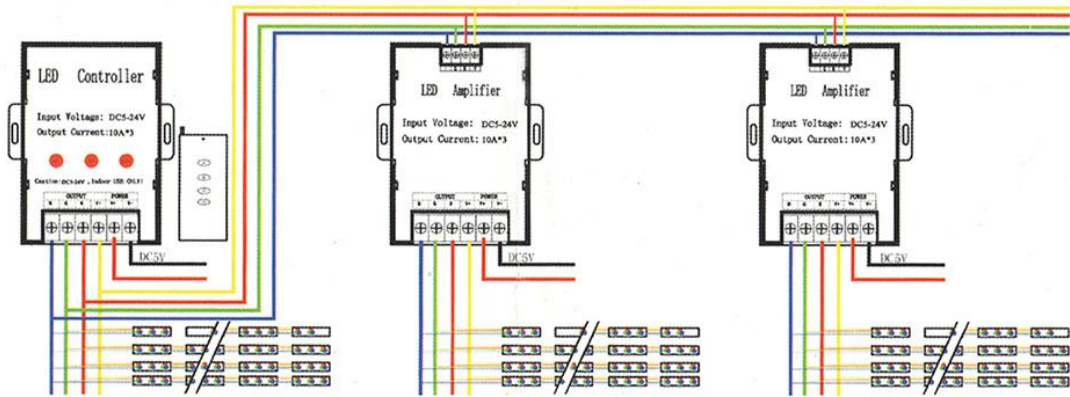 LED Controller
Input Voltage: DC5-24V
Output Current:10A*3
OUTPUT POWER
B G R V+ V+ V-
DC5V
LED Amplifier
Input Voltage: DC5-24V
Output Current: 10A*3
OUTPUT POWER
V+ V+ V-
DC5V
LED Amplifier
Input Voltage: DC5-24V
Output Current: 10A*3
OUTPUT POWER
V+ V+ V-
DC5V